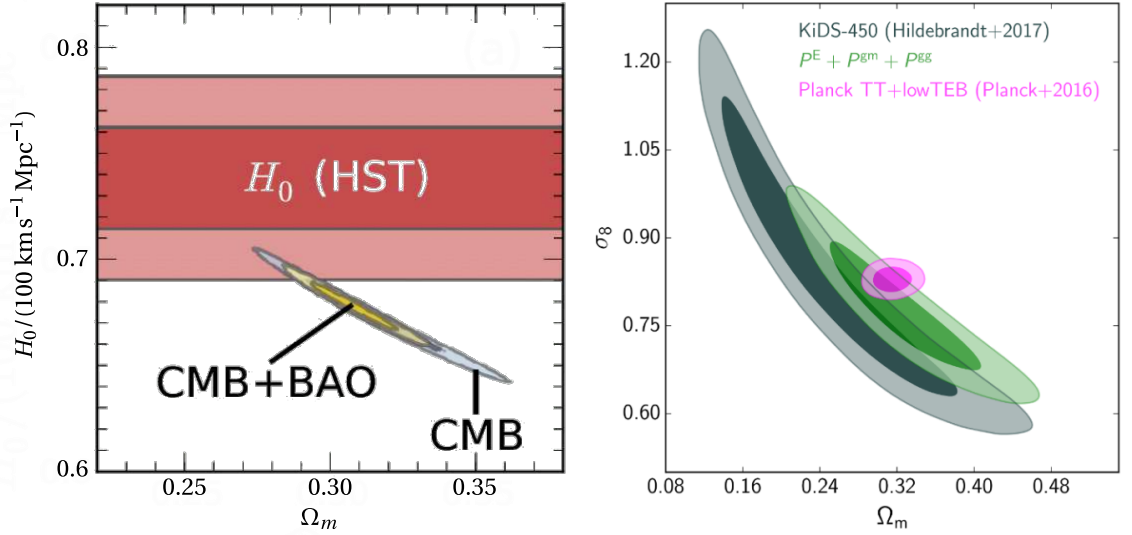 0.8
0.7
0.6
H₀/(100 km s⁻¹ Mpc⁻¹)
H₀ (HST)
CMB+BAO
CMB
0.25 0.30 0.35
Ωₘ
KiDS-450 (Hildebrandt+2017)
Pᴱ + Pᵍᵐ + Pᵍᵍ
Planck TT+lowTEB (Planck+2016)
1.20
1.05
0.90
0.75
0.60
σ₈
0.08 0.16 0.24 0.32 0.40 0.48
Ωₘ